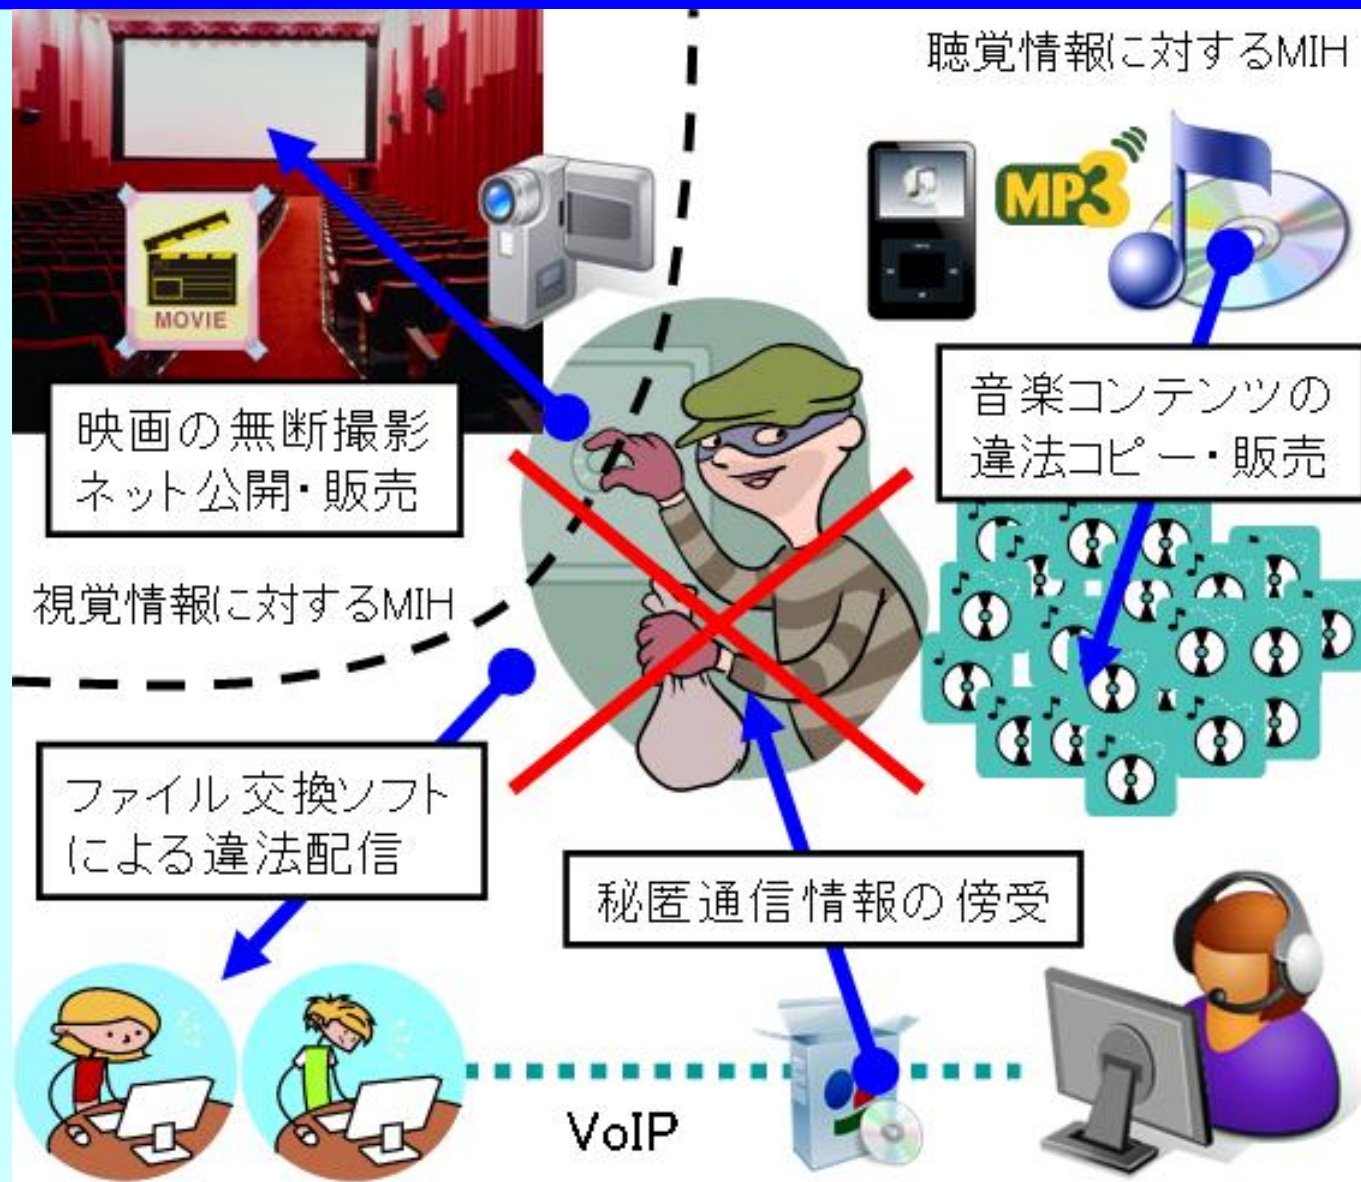 聴覚情報に対するMIH
MP3
MOVIE
映画の無断撮影
ネット公開・販売
音楽コンテンツの
違法コピー・販売
視覚情報に対するMIH
ファイル交換ソフト
による違法配信
秘匿通信情報の傍受
VoIP